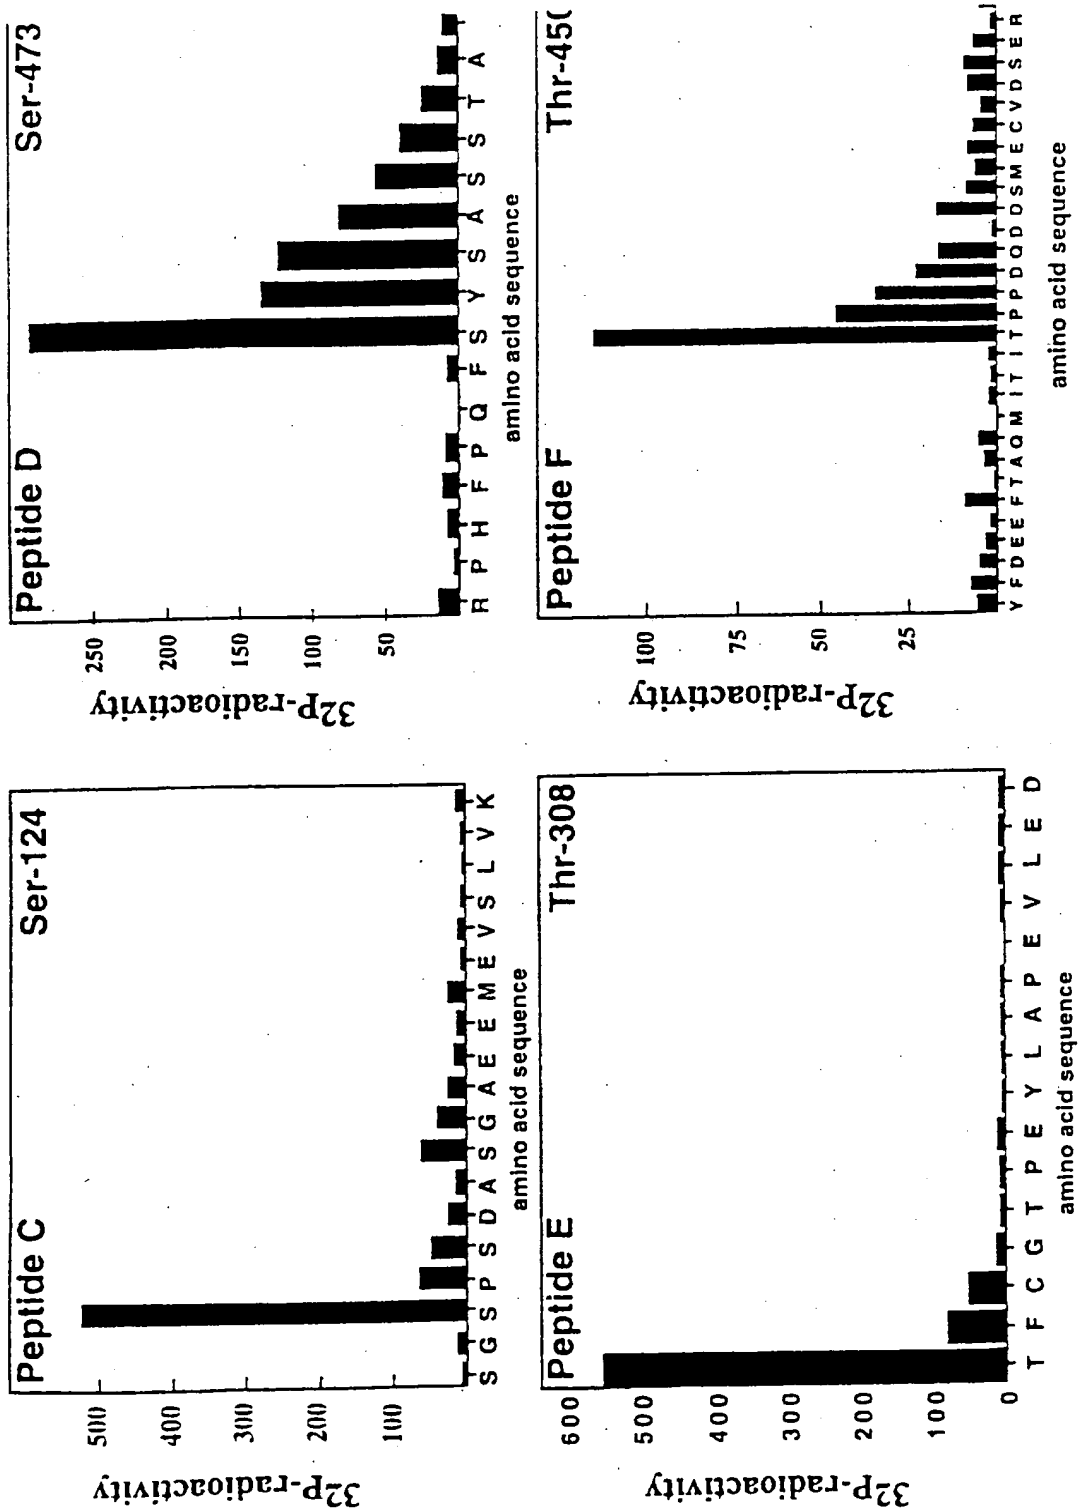 Peptide C
Ser-124
32P-radioactivity
500
400
300
200
100
S G S P S D A S G A E E M E V S L V K
amino acid sequence
Peptide D
Ser-473
32P-radioactivity
250
200
150
100
50
R P H F P Q F S Y S A S S T A
amino acid sequence
Peptide E
Thr-308
32P-radioactivity
600
500
400
300
200
100
0
T F C G T P E Y L A P E V L E D
amino acid sequence
Peptide F
Thr-45
32P-radioactivity
100
75
50
25
Y F D E E F T A Q M I T I T P P D Q D D S M E C V D S E R
amino acid sequence